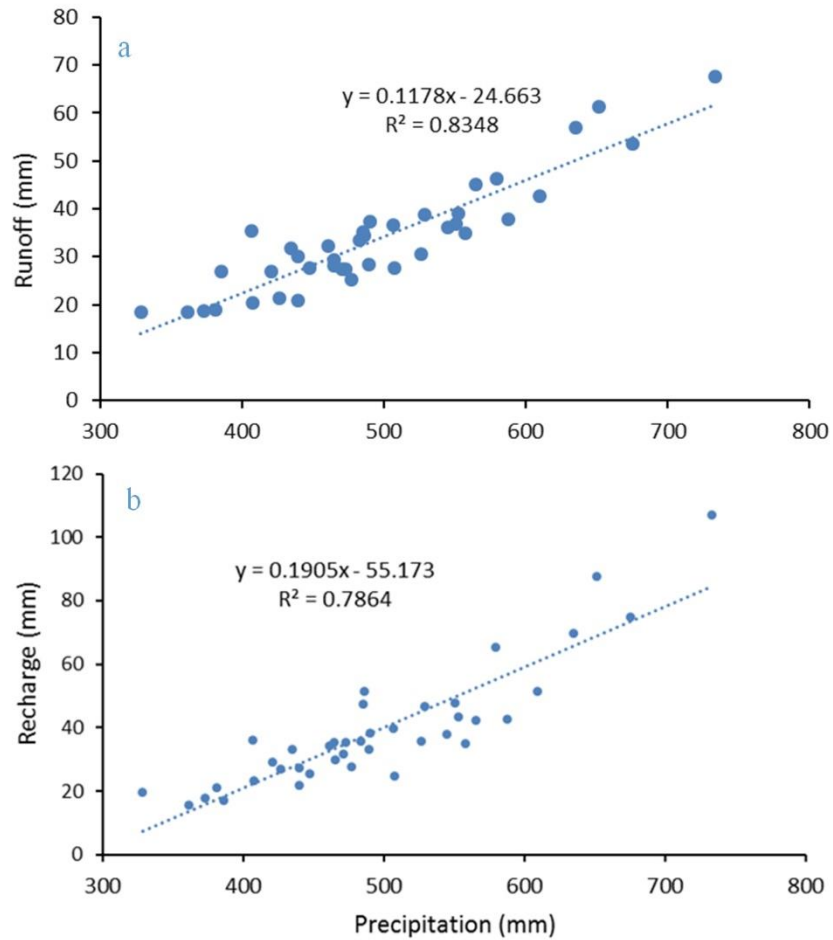 80
a
70
60
y = 0.1178x - 24.663
R² = 0.8348
50
40
30
20
10
0
Runoff (mm)
300 400 500 600 700 800
120
b
100
80
y = 0.1905x - 55.173
R² = 0.7864
60
40
20
0
Recharge (mm)
300 400 500 600 700 800
Precipitation (mm)